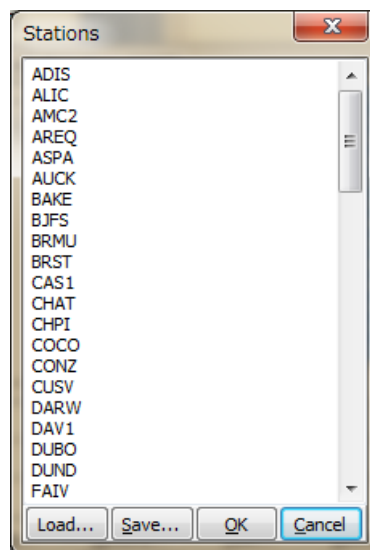 Stations
ADIS
ALIC
AMC2
AREQ
ASPA
AUCK
BAKE
BJFS
BRMU
BRST
CAS1
CHAT
CHPI
COCO
CONZ
CUSV
DARW
DAV1
DUBO
DUND
FAIV
Load... Save... OK Cancel